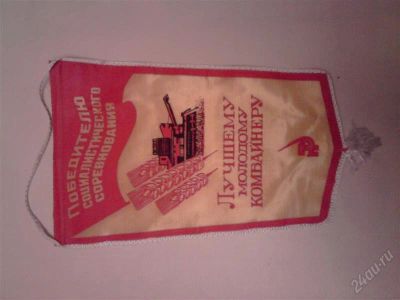 ПОБЕДИТЕЛЮ
СОЦИАЛИСТИЧЕСКОГО
СОРЕВНОВАНИЯ
ЛУЧШЕМУ
МОЛОДОМУ
КОМБАЙНЕРУ
24au.ru